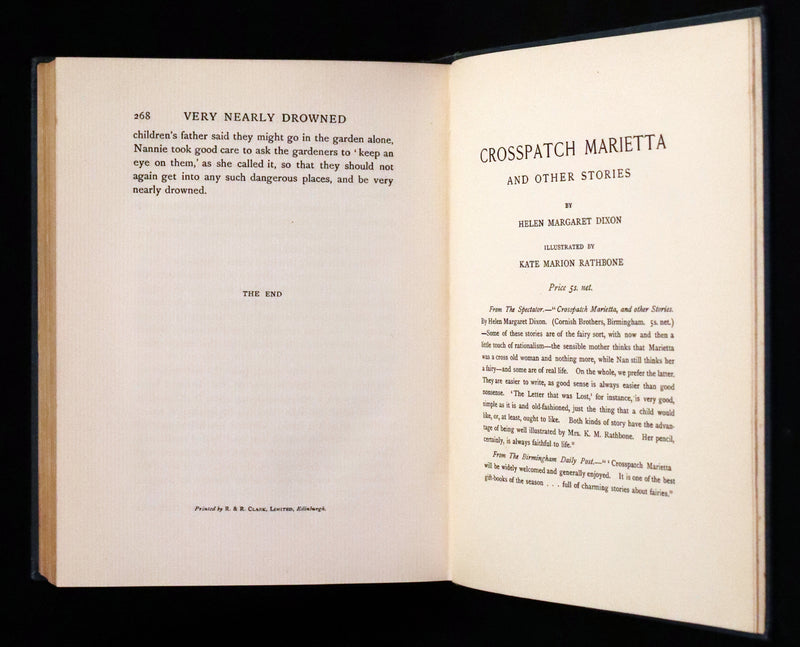 268 VERY NEARLY DROWNED
children's father said they might go in the garden alone,
Nannie took good care to ask the gardeners to ‘keep an
eye on them,’ as she called it, so that they should not
again get into any such dangerous places, and be very
nearly drowned.
THE END
Printed by R. & R. CLARK, LIMITED, Edinburgh.
CROSSPATCH MARIETTA
AND OTHER STORIES
BY
HELEN MARGARET DIXON
ILLUSTRATED BY
KATE MARION RATHBONE
Price 5s. net.
From The Spectator.—“Crosspatch Marietta, and other Stories.
By Helen Margaret Dixon. (Cornish Brothers, Birmingham. 5s. net.)
—Some of these stories are of the fairy sort, with now and then a
little touch of rationalism—the sensible mother thinks that Marietta
was a cross old woman and nothing more, while Nan still thinks her
a fairy—and some are of real life. On the whole, we prefer the latter.
They are easier to write, as good sense is always easier than good
nonsense. ‘The Letter that was Lost,’ for instance, is very good,
simple as it is and old-fashioned, just the thing that a child would
like, or, at least, ought to like. Both kinds of story have the advan-
tage of being well illustrated by Mrs. K. M. Rathbone. Her pencil,
certainly, is always faithful to life.”
From The Birmingham Daily Post.—“‘Crosspatch Marietta
will be widely welcomed and generally enjoyed. It is one of the best
gift-books of the season . . . full of charming stories about fairies.”